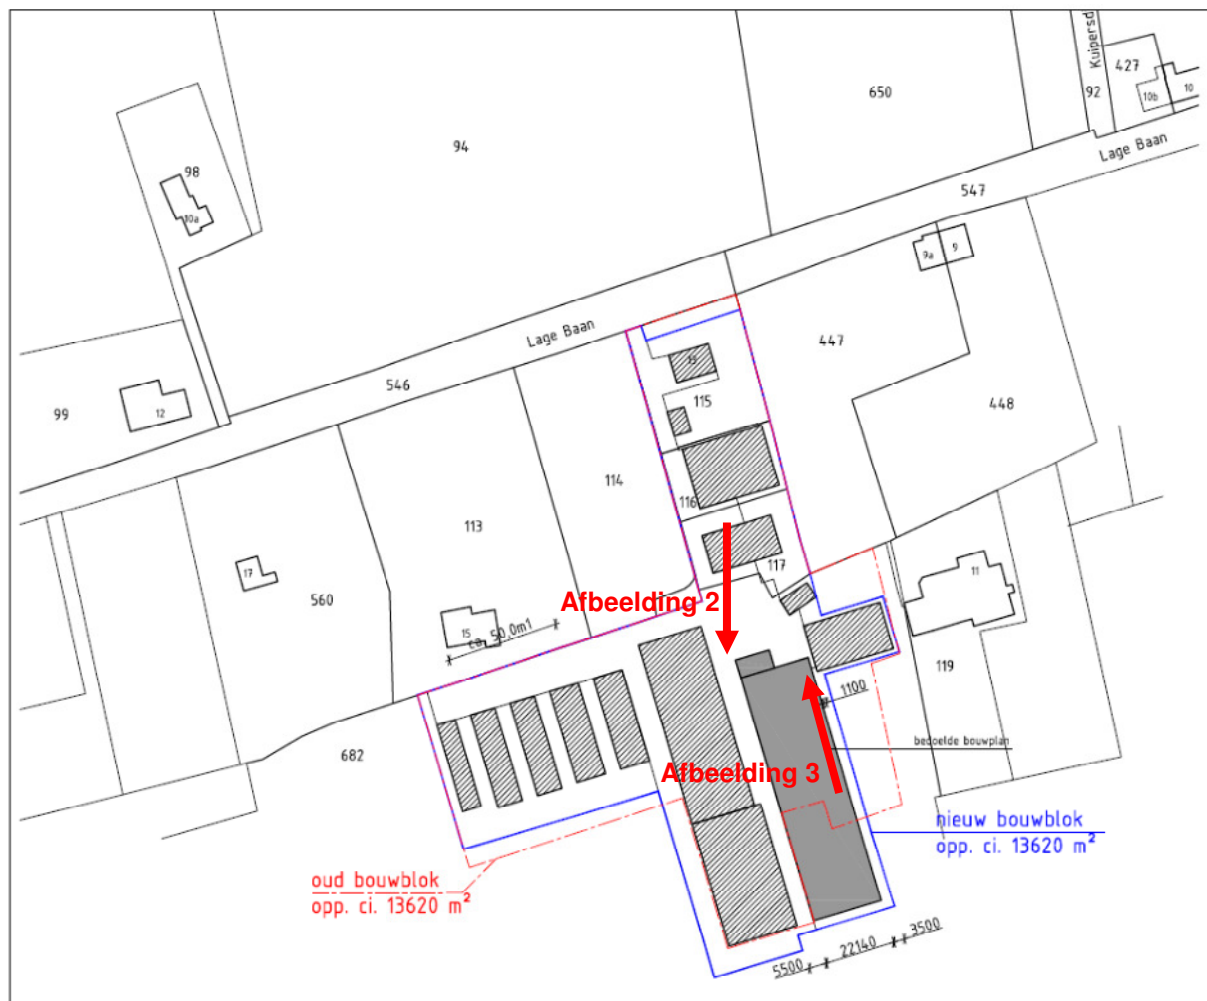 650
Kuipersd
427
92
10b
10
94
Lage Baan
98
10a
547
9a
9
Lage Baan
447
546
13
115
99
12
448
114
116
113
117
17
560
11
Afbeelding 2
15
ca. 50.0m1
119
1100
682
bedoelde bouwplan
Afbeelding 3
nieuw bouwblok
opp. ci. 13620 m²
oud bouwblok
opp. ci. 13620 m²
5500
22140
3500